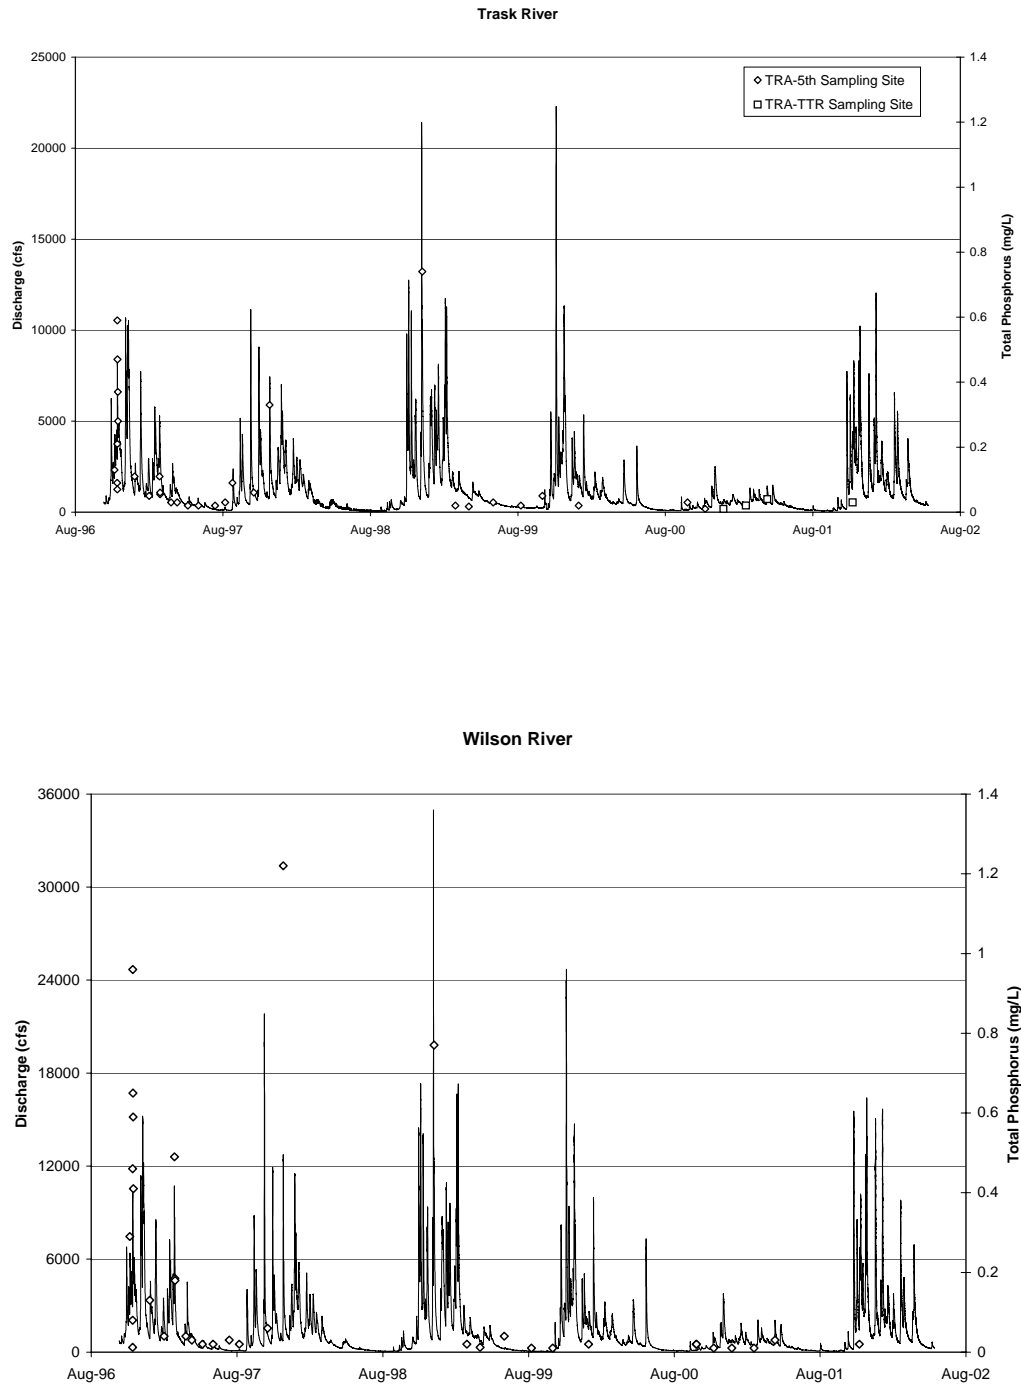 Trask River
25000
20000
15000
10000
5000
0
Discharge (cfs)
1.4
1.2
1
0.8
0.6
0.4
0.2
0
Total Phosphorus (mg/L)
TRA-5th Sampling Site
TRA-TTR Sampling Site
Aug-96 Aug-97 Aug-98 Aug-99 Aug-00 Aug-01 Aug-02
Wilson River
36000
30000
24000
18000
12000
6000
0
Discharge (cfs)
1.4
1.2
1
0.8
0.6
0.4
0.2
0
Total Phosphorus (mg/L)
Aug-96 Aug-97 Aug-98 Aug-99 Aug-00 Aug-01 Aug-02